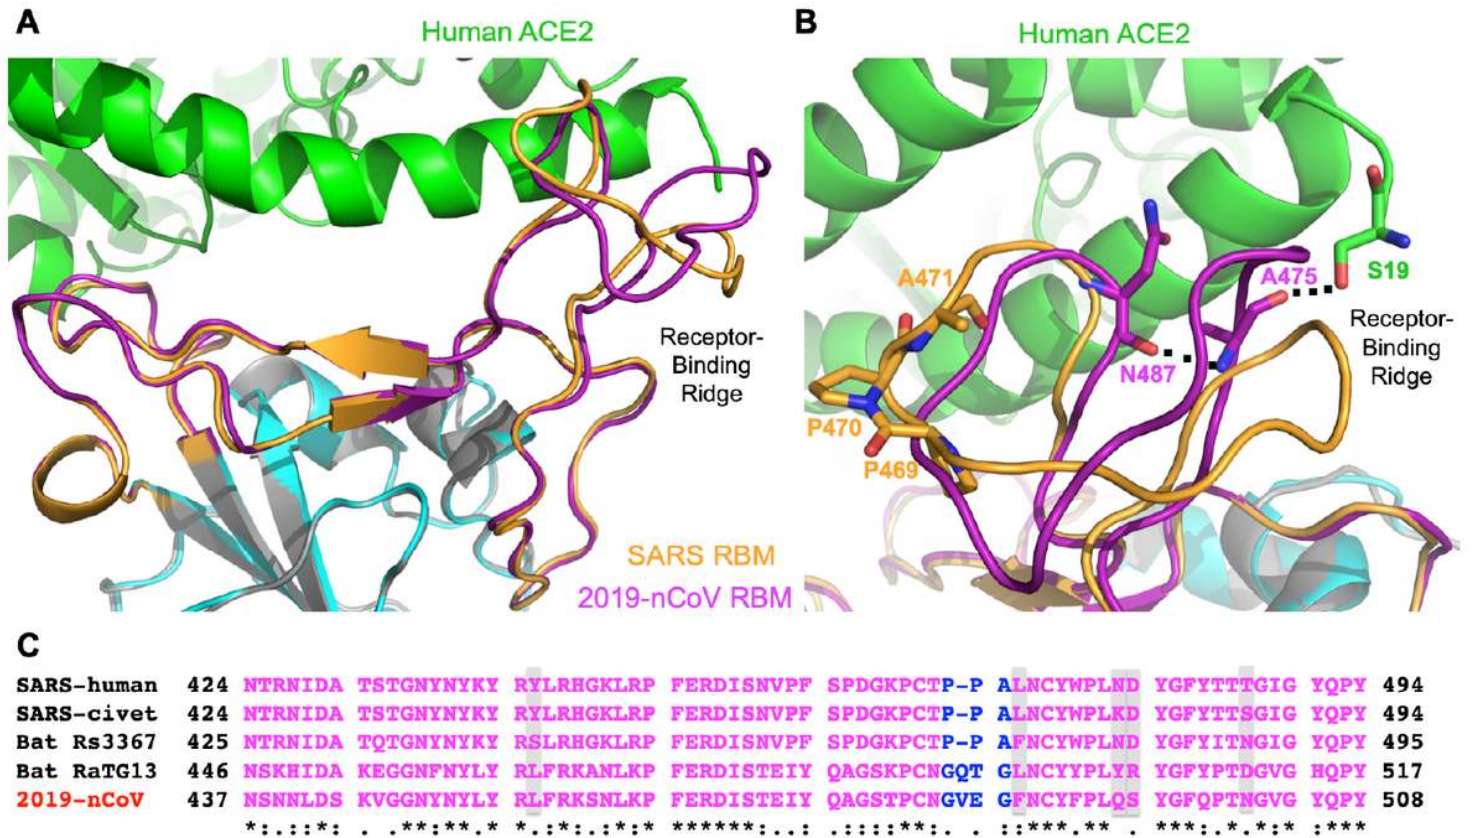 A
Human ACE2
Receptor-
Binding
Ridge
SARS RBM
2019-nCoV RBM
B
Human ACE2
A471
A475
S19
Receptor-
Binding
Ridge
N487
P470
P469
C
SARS-human 424 NTRNIDA TSTGNYNYKY RYLRHGKLRP FERDISNVPF SPDGKPCTP-P ALNCYWPLND YGFYTTTGIG YQPY 494
SARS-civet 424 NTRNIDA TSTGNYNYKY RYLRHGKLRP FERDISNVPF SPDGKPCTP-P ALNCYWPLKD YGFYTTSGIG YQPY 494
Bat Rs3367 425 NTRNIDA TQTGNYNYKY RSLRHGKLRP FERDISNVPF SPDGKPCTP-P AFNCYWPLND YGFYITNGIG YQPY 495
Bat RaTG13 446 NSKHIDA KEGGNFNYLY RLFRKANLKP FERDISTEIY QAGSKPCNGQT GLNCYYPLYR YGFYPTDGVG HQPY 517
2019-nCoV 437 NSNNLDS KVGGNYNYLY RLFRKSNLKP FERDISTEIY QAGSTPCNGVE GFNCYFPLQS YGFQPTNGVG YQPY 508
*:.::*: . .**:**.* *.:*:.:*:* ******:..: ...:.**: . . ::***.** . ***: :.*:* :***